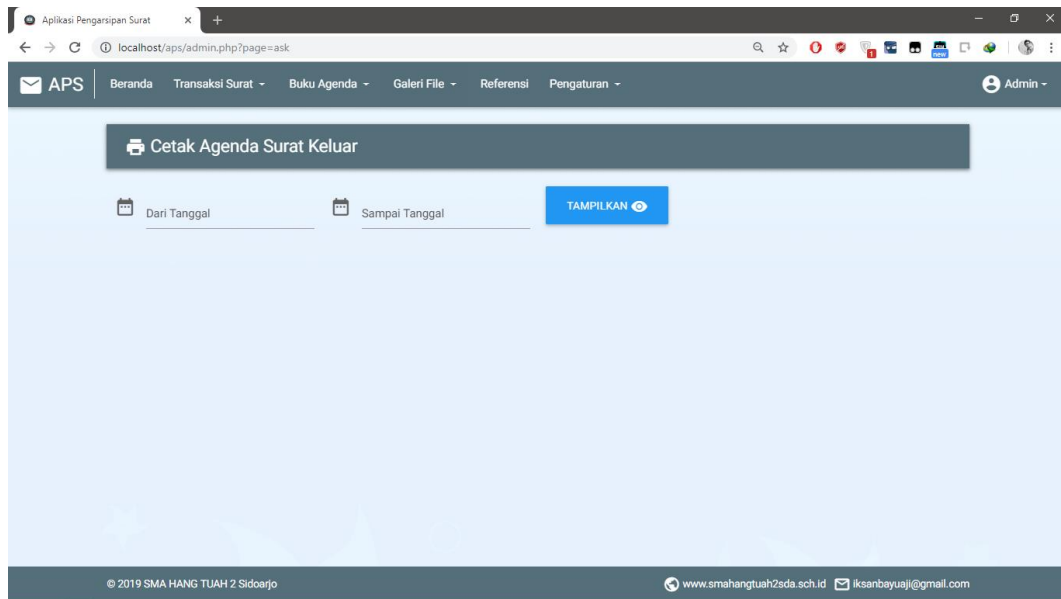 Aplikasi Pengarsipan Surat
localhost/aps/admin.php?page=ask
1
new
APS Beranda Transaksi Surat Buku Agenda Galeri File Referensi Pengaturan Admin
Cetak Agenda Surat Keluar
Dari Tanggal Sampai Tanggal TAMPILKAN
© 2019 SMA HANG TUAH 2 Sidoarjo www.smahangtuah2sda.sch.id iksanbayuaji@gmail.com